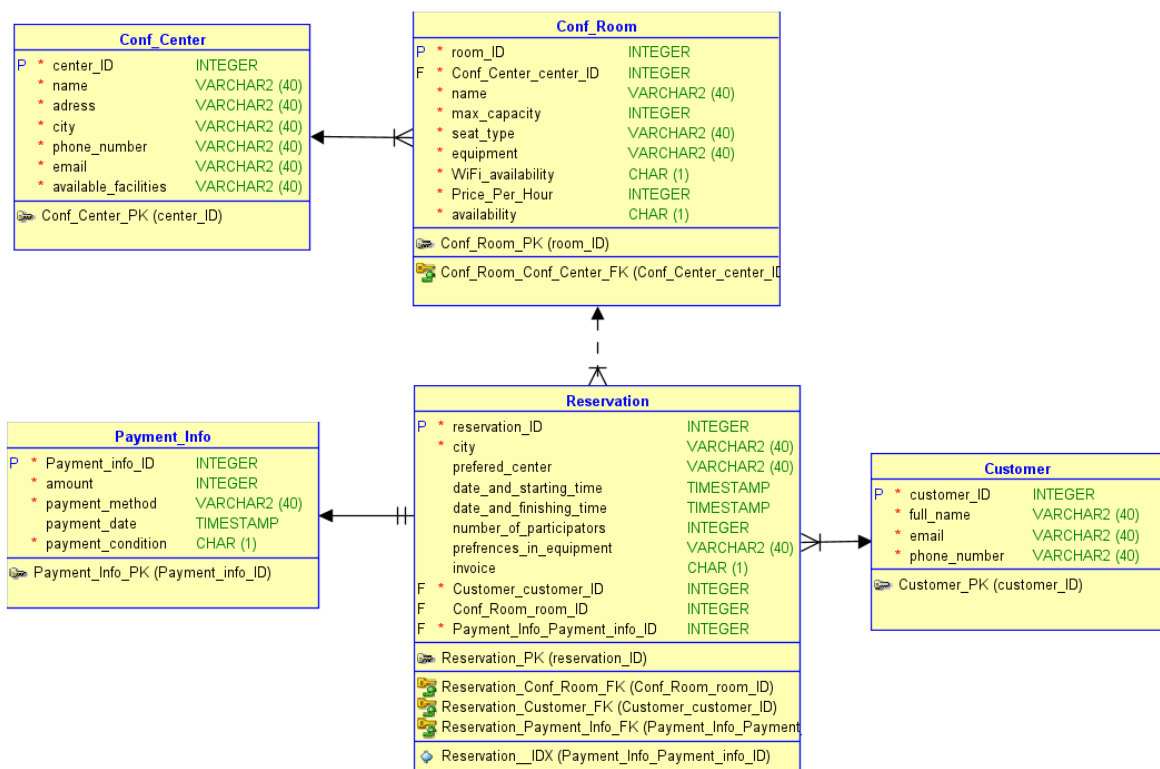 Conf_Center
P * center_ID INTEGER
* name VARCHAR2 (40)
* adress VARCHAR2 (40)
* city VARCHAR2 (40)
* phone_number VARCHAR2 (40)
* email VARCHAR2 (40)
* available_facilities VARCHAR2 (40)
Conf_Center_PK (center_ID)
Conf_Room
P * room_ID INTEGER
F * Conf_Center_center_ID INTEGER
* name VARCHAR2 (40)
* max_capacity INTEGER
* seat_type VARCHAR2 (40)
* equipment VARCHAR2 (40)
* WiFi_availability CHAR (1)
* Price_Per_Hour INTEGER
* availability CHAR (1)
Conf_Room_PK (room_ID)
Conf_Room_Conf_Center_FK (Conf_Center_center_ID
Payment_Info
P * Payment_info_ID INTEGER
* amount INTEGER
* payment_method VARCHAR2 (40)
payment_date TIMESTAMP
* payment_condition CHAR (1)
Payment_Info_PK (Payment_info_ID)
Reservation
P * reservation_ID INTEGER
* city VARCHAR2 (40)
prefered_center VARCHAR2 (40)
date_and_starting_time TIMESTAMP
date_and_finishing_time TIMESTAMP
number_of_participators INTEGER
prefrences_in_equipment VARCHAR2 (40)
invoice CHAR (1)
F * Customer_customer_ID INTEGER
F Conf_Room_room_ID INTEGER
F * Payment_Info_Payment_info_ID INTEGER
Reservation_PK (reservation_ID)
Reservation_Conf_Room_FK (Conf_Room_room_ID)
Reservation_Customer_FK (Customer_customer_ID)
Reservation_Payment_Info_FK (Payment_Info_Payment_
Reservation__IDX (Payment_Info_Payment_info_ID)
Customer
P * customer_ID INTEGER
* full_name VARCHAR2 (40)
* email VARCHAR2 (40)
* phone_number VARCHAR2 (40)
Customer_PK (customer_ID)